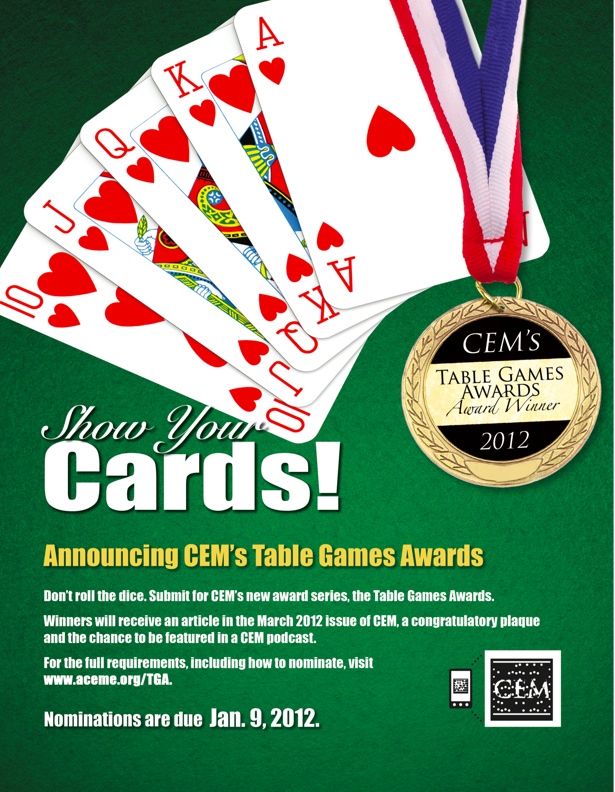 A
K
Q
J
10
A
K
Q
J
10
CEM'S
TABLE GAMES
AWARDS
Award Winner
2012
Show Your
Cards!
Announcing CEM's Table Games Awards
Don't roll the dice. Submit for CEM's new award series, the Table Games Awards.
Winners will receive an article in the March 2012 issue of CEM, a congratulatory plaque
and the chance to be featured in a CEM podcast.
For the full requirements, including how to nominate, visit
www.aceme.org/TGA.
CEM
Nominations are due Jan. 9, 2012.